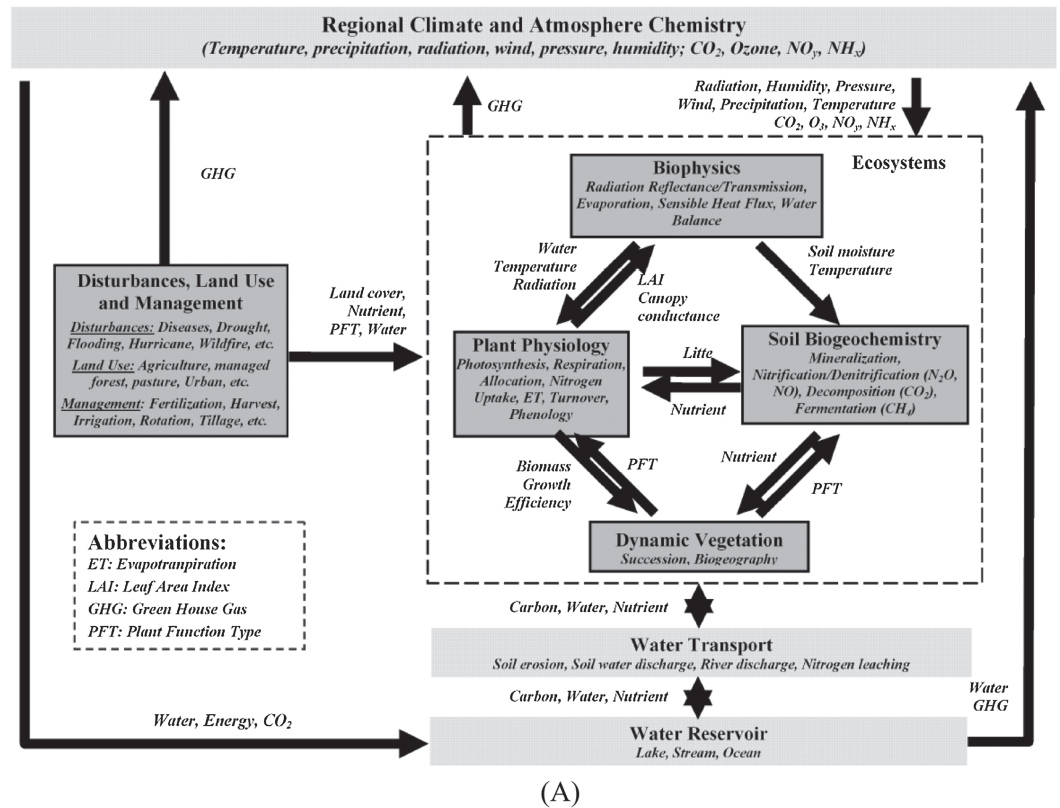 Regional Climate and Atmosphere Chemistry
(Temperature, precipitation, radiation, wind, pressure, humidity; CO2, Ozone, NOy, NHx)
GHG
GHG
Radiation, Humidity, Pressure,
Wind, Precipitation, Temperature
CO2, O3, NOy, NHx
Ecosystems
Biophysics
Radiation Reflectance/Transmission,
Evaporation, Sensible Heat Flux, Water
Balance
Water
Temperature
Radiation
LAI
Canopy
conductance
Soil moisture
Temperature
Disturbances, Land Use
and Management
Disturbances: Diseases, Drought,
Flooding, Hurricane, Wildfire, etc.
Land Use: Agriculture, managed
forest, pasture, Urban, etc.
Management: Fertilization, Harvest,
Irrigation, Rotation, Tillage, etc.
Land cover,
Nutrient,
PFT, Water
Plant Physiology
Photosynthesis, Respiration,
Allocation, Nitrogen
Uptake, ET, Turnover,
Phenology
Litte
Nutrient
Soil Biogeochemistry
Mineralization,
Nitrification/Denitrification (N2O,
NO), Decomposition (CO2),
Fermentation (CH4)
Biomass
Growth
Efficiency
PFT
Nutrient
PFT
Dynamic Vegetation
Succession, Biogeography
Abbreviations:
ET: Evapotranpiration
LAI: Leaf Area Index
GHG: Green House Gas
PFT: Plant Function Type
Carbon, Water, Nutrient
Water Transport
Soil erosion, Soil water discharge, River discharge, Nitrogen leaching
Carbon, Water, Nutrient
Water, Energy, CO2
Water Reservoir
Lake, Stream, Ocean
Water
GHG
(A)